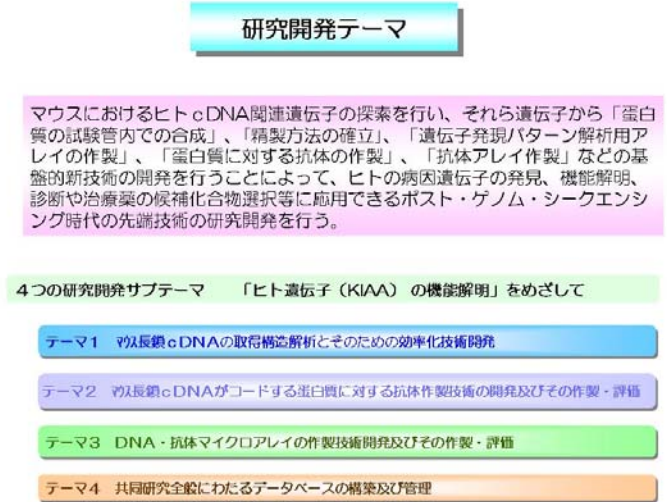 研究開発テーマ
マウスにおけるヒトcDNA関連遺伝子の探索を行い、それら遺伝子から「蛋白
質の試験管内での合成」、「精製方法の確立」、「遺伝子発現パターン解析用ア
レイの作製」、「蛋白質に対する抗体の作製」、「抗体アレイ作製」などの基
盤的新技術の開発を行うことによって、ヒトの病因遺伝子の発見、機能解明、
診断や治療薬の候補化合物選択等に応用できるポスト・ゲノム・シークエンシ
ング時代の先端技術の研究開発を行う。
4つの研究開発サブテーマ 「ヒト遺伝子(KIAA) の機能解明」をめざして
テーマ1 マウス長鎖cDNAの取得構造解析とそのための効率化技術開発
テーマ2 マウス長鎖cDNAがコードする蛋白質に対する抗体作製技術の開発及びその作製・評価
テーマ3 DNA・抗体マイクロアレイの作製技術開発及びその作製・評価
テーマ4 共同研究全般にわたるデータベースの構築及び管理